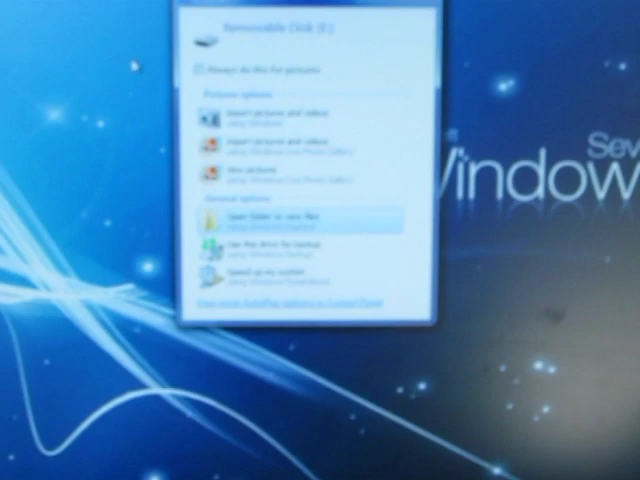 Removable Disk (E:)
Always do this for pictures
Pictures options
Import pictures and videos
using Windows
Import pictures and videos
using Windows Live Photo Gallery
View pictures
using Windows Live Photo Gallery
General options
Open folder to view files
using Windows Explorer
Use this drive for backup
using Windows Backup
Speed up my system
using Windows ReadyBoost
View more AutoPlay options in Control Panel
Sev
Window